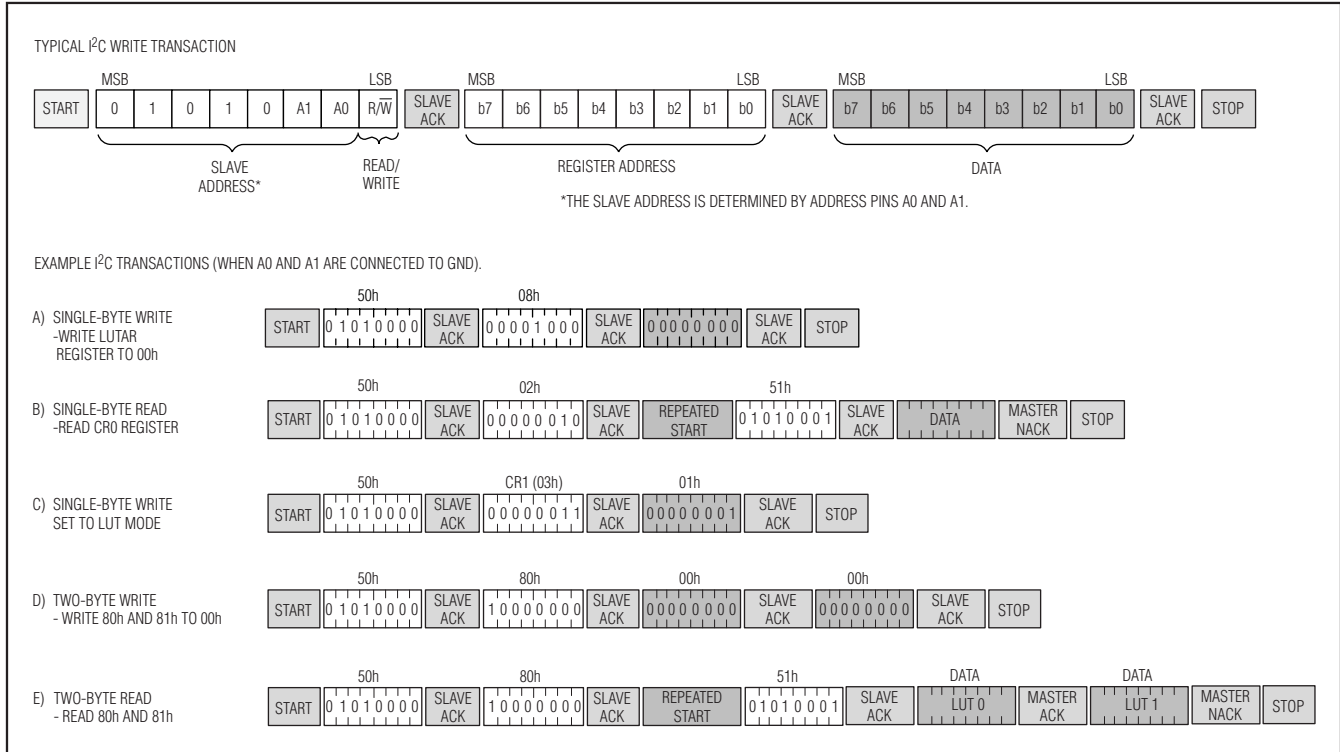 TYPICAL I2C WRITE TRANSACTION
MSB LSB MSB LSB MSB LSB
START 0 1 0 1 0 A1 A0 R/W̅ SLAVE ACK b7 b6 b5 b4 b3 b2 b1 b0 SLAVE ACK b7 b6 b5 b4 b3 b2 b1 b0 SLAVE ACK STOP
SLAVE ADDRESS* READ/WRITE REGISTER ADDRESS DATA
*THE SLAVE ADDRESS IS DETERMINED BY ADDRESS PINS A0 AND A1.
EXAMPLE I2C TRANSACTIONS (WHEN A0 AND A1 ARE CONNECTED TO GND).
50h 08h
A) SINGLE-BYTE WRITE
-WRITE LUTAR
REGISTER TO 00h
START 0 1 0 1 0 0 0 0 SLAVE ACK 0 0 0 0 1 0 0 0 SLAVE ACK 0 0 0 0 0 0 0 0 SLAVE ACK STOP
50h 02h 51h
B) SINGLE-BYTE READ
-READ CR0 REGISTER
START 0 1 0 1 0 0 0 0 SLAVE ACK 0 0 0 0 0 0 1 0 SLAVE ACK REPEATED START 0 1 0 1 0 0 0 1 SLAVE ACK DATA MASTER NACK STOP
50h CR1 (03h) 01h
C) SINGLE-BYTE WRITE
SET TO LUT MODE
START 0 1 0 1 0 0 0 0 SLAVE ACK 0 0 0 0 0 0 1 1 SLAVE ACK 0 0 0 0 0 0 0 1 SLAVE ACK STOP
50h 80h 00h 00h
D) TWO-BYTE WRITE
- WRITE 80h AND 81h TO 00h
START 0 1 0 1 0 0 0 0 SLAVE ACK 1 0 0 0 0 0 0 0 SLAVE ACK 0 0 0 0 0 0 0 0 SLAVE ACK 0 0 0 0 0 0 0 0 SLAVE ACK STOP
50h 80h 51h DATA DATA
E) TWO-BYTE READ
- READ 80h AND 81h
START 0 1 0 1 0 0 0 0 SLAVE ACK 1 0 0 0 0 0 0 0 SLAVE ACK REPEATED START 0 1 0 1 0 0 0 1 SLAVE ACK LUT 0 MASTER ACK LUT 1 MASTER NACK STOP